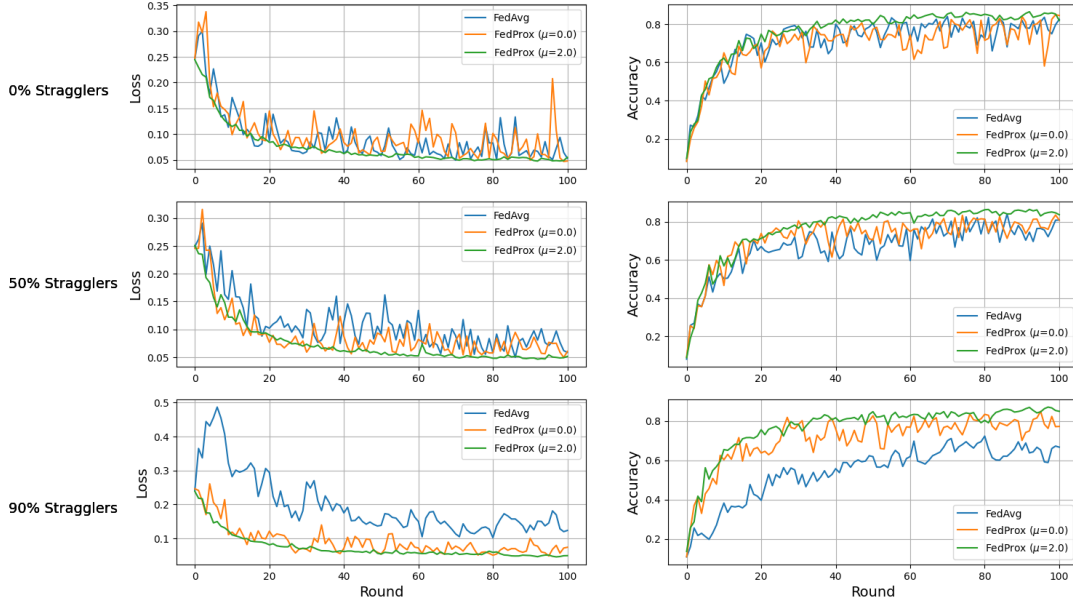 0% Stragglers
Loss
0.35
0.30
0.25
0.20
0.15
0.10
0.05
0 20 40 60 80 100
FedAvg
FedProx (μ=0.0)
FedProx (μ=2.0)
Accuracy
0.8
0.6
0.4
0.2
0 20 40 60 80 100
FedAvg
FedProx (μ=0.0)
FedProx (μ=2.0)
50% Stragglers
Loss
0.30
0.25
0.20
0.15
0.10
0.05
0 20 40 60 80 100
FedAvg
FedProx (μ=0.0)
FedProx (μ=2.0)
Accuracy
0.8
0.6
0.4
0.2
0 20 40 60 80 100
FedAvg
FedProx (μ=0.0)
FedProx (μ=2.0)
90% Stragglers
Loss
0.5
0.4
0.3
0.2
0.1
0 20 40 60 80 100
Round
FedAvg
FedProx (μ=0.0)
FedProx (μ=2.0)
Accuracy
0.8
0.6
0.4
0.2
0 20 40 60 80 100
Round
FedAvg
FedProx (μ=0.0)
FedProx (μ=2.0)